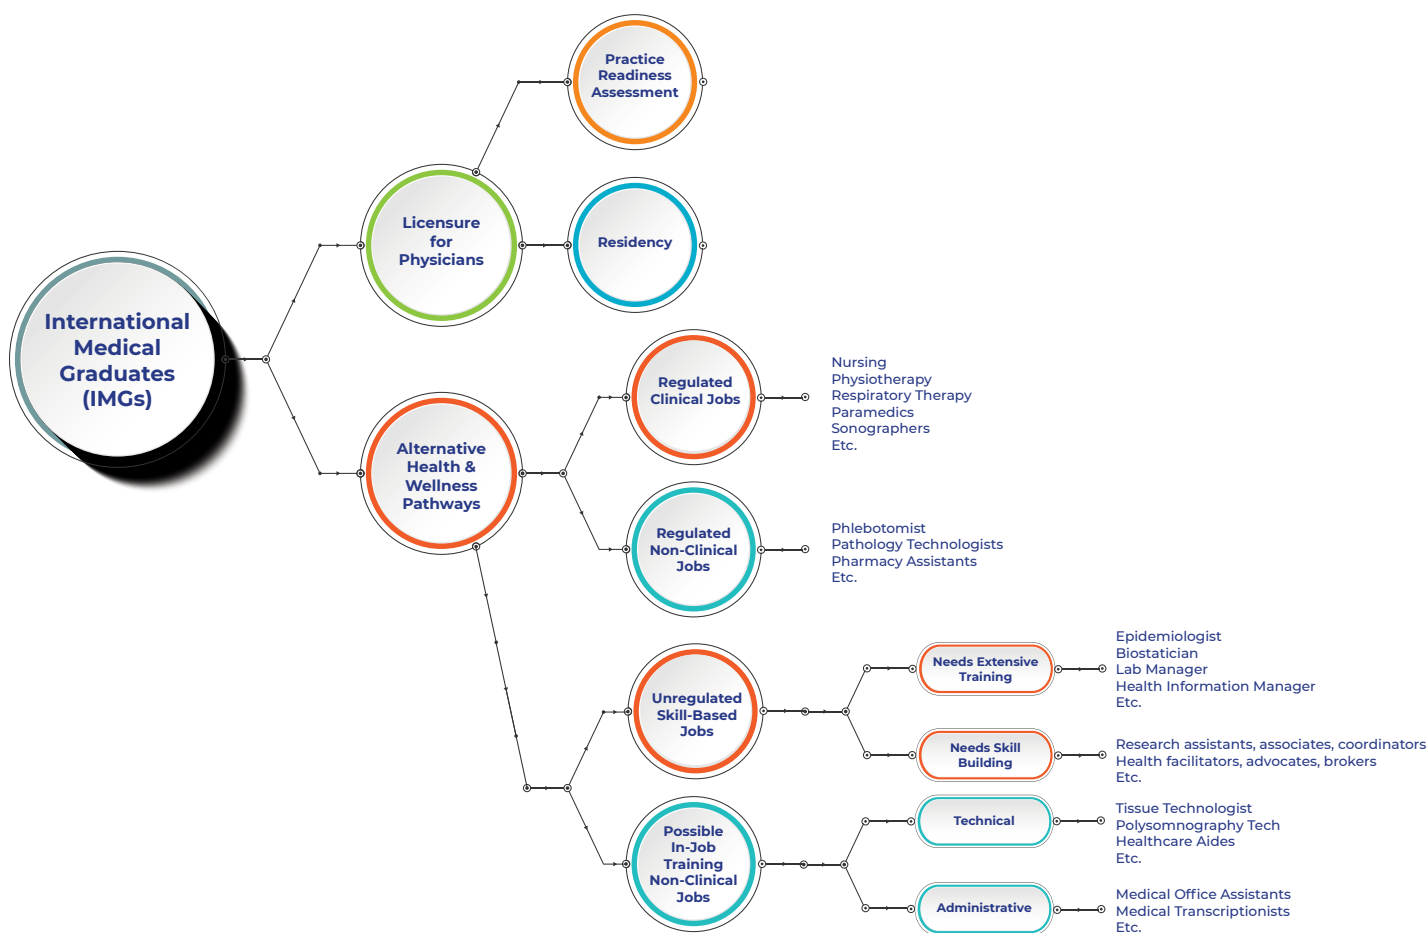 Practice
Readiness
Assessment
Licensure
for
Physicians
Residency
International
Medical
Graduates
(IMGs)
Regulated
Clinical Jobs
Nursing
Physiotherapy
Respiratory Therapy
Paramedics
Sonographers
Etc.
Alternative
Health &
Wellness
Pathways
Regulated
Non-Clinical
Jobs
Phlebotomist
Pathology Technologists
Pharmacy Assistants
Etc.
Unregulated
Skill-Based
Jobs
Needs Extensive
Training
Epidemiologist
Biostatician
Lab Manager
Health Information Manager
Etc.
Needs Skill
Building
Research assistants, associates, coordinators
Health facilitators, advocates, brokers
Etc.
Possible
In-Job
Training
Non-Clinical
Jobs
Technical
Tissue Technologist
Polysomnography Tech
Healthcare Aides
Etc.
Administrative
Medical Office Assistants
Medical Transcriptionists
Etc.